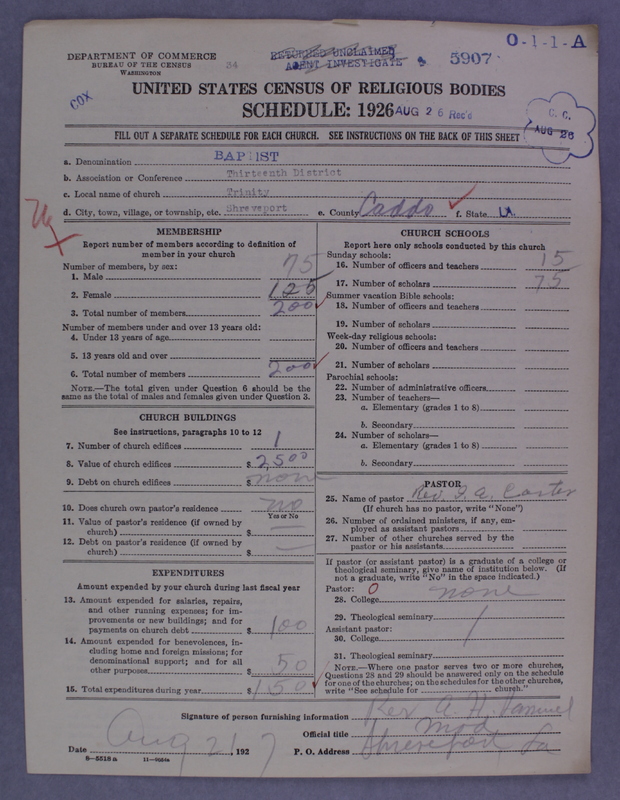 DEPARTMENT OF COMMERCE
BUREAU OF THE CENSUS
WASHINGTON
34
RETURNED UNCLAIMED
AGENT INVESTIGATE
5907
O-1-1-A
COX
UNITED STATES CENSUS OF RELIGIOUS BODIES
SCHEDULE: 1926
AUG 26 Rec'd
C. C.
AUG 26
FILL OUT A SEPARATE SCHEDULE FOR EACH CHURCH. SEE INSTRUCTIONS ON THE BACK OF THIS SHEET
a. Denomination BAPTIST
b. Association or Conference Thirteenth District
c. Local name of church Trinity
d. City, town, village, or township, etc. Shreveport e. County Caddo f. State La.
MEMBERSHIP
Report number of members according to definition of
member in your church
Number of members, by sex:
1. Male 75
2. Female 125
3. Total number of members 200
Number of members under and over 13 years old:
4. Under 13 years of age
5. 13 years old and over
6. Total number of members 200
NOTE.—The total given under Question 6 should be the
same as the total of males and females given under Question 3.
CHURCH BUILDINGS
See instructions, paragraphs 10 to 12
7. Number of church edifices 1
8. Value of church edifices $ 2500
9. Debt on church edifices $ none
10. Does church own pastor's residence no
Yes or No
11. Value of pastor's residence (if owned by
church) $ —
12. Debt on pastor's residence (if owned by
church) $ —
EXPENDITURES
Amount expended by your church during last fiscal year
13. Amount expended for salaries, repairs,
and other running expenses; for im-
provements or new buildings; and for
payments on church debt $ 100
14. Amount expended for benevolences, in-
cluding home and foreign missions; for
denominational support; and for all
other purposes $ 50
15. Total expenditures during year $ 150
CHURCH SCHOOLS
Report here only schools conducted by this church
Sunday schools:
16. Number of officers and teachers 15
17. Number of scholars 75
Summer vacation Bible schools:
18. Number of officers and teachers
19. Number of scholars
Week-day religious schools:
20. Number of officers and teachers
21. Number of scholars
Parochial schools:
22. Number of administrative officers
23. Number of teachers—
a. Elementary (grades 1 to 8)
b. Secondary
24. Number of scholars—
a. Elementary (grades 1 to 8)
b. Secondary
PASTOR
25. Name of pastor Rev. F. A. Carter
(If church has no pastor, write "None")
26. Number of ordained ministers, if any, em-
ployed as assistant pastors
27. Number of other churches served by the
pastor or his assistants
If pastor (or assistant pastor) is a graduate of a college or
theological seminary, give name of institution below. (If
not a graduate, write "No" in the space indicated.)
Pastor: 0
28. College none
29. Theological seminary
Assistant pastor:
30. College
31. Theological seminary
NOTE.—Where one pastor serves two or more churches,
Questions 28 and 29 should be answered only on the schedule
for one of the churches; on the schedules for the other churches
write "See schedule for church."
Signature of person furnishing information Rev A. H.
Official title Mod
Date Aug 21, 1927 P. O. Address Shreveport La
8—5518 a